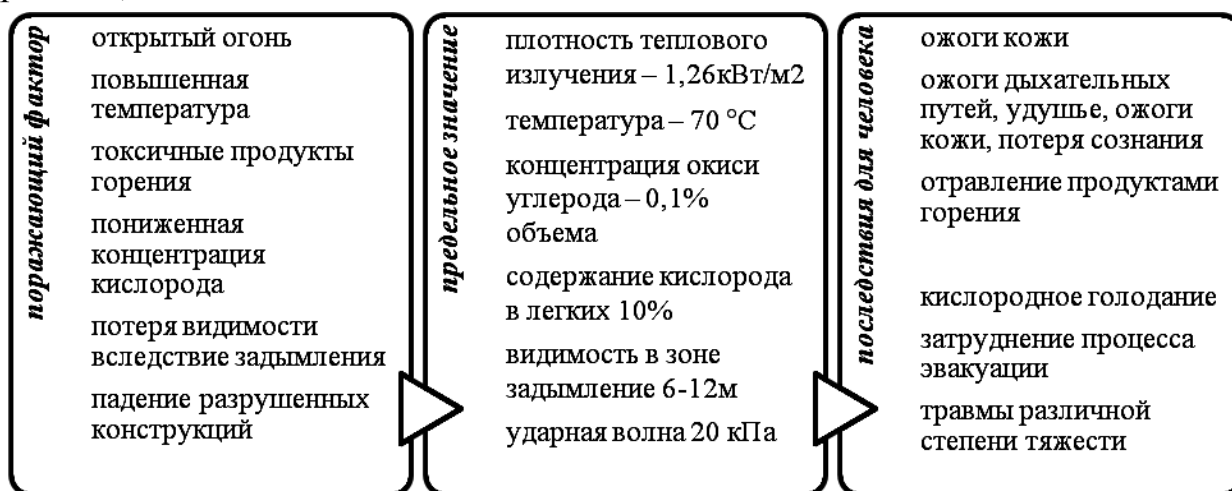 поражающий фактор
открытый огонь
повышенная
температура
токсичные продукты
горения
пониженная
концентрация
кислорода
потеря видимости
вследствие задымления
падение разрушенных
конструкций
предельное значение
плотность теплового
излучения – 1,26кВт/м2
температура – 70 °С
концентрация окиси
углерода – 0,1%
объема
содержание кислорода
в легких 10%
видимость в зоне
задымление 6-12м
ударная волна 20 кПа
последствия для человека
ожоги кожи
ожоги дыхательных
путей, удушье, ожоги
кожи, потеря сознания
отравление продуктами
горения
кислородное голодание
затруднение процесса
эвакуации
травмы различной
степени тяжести